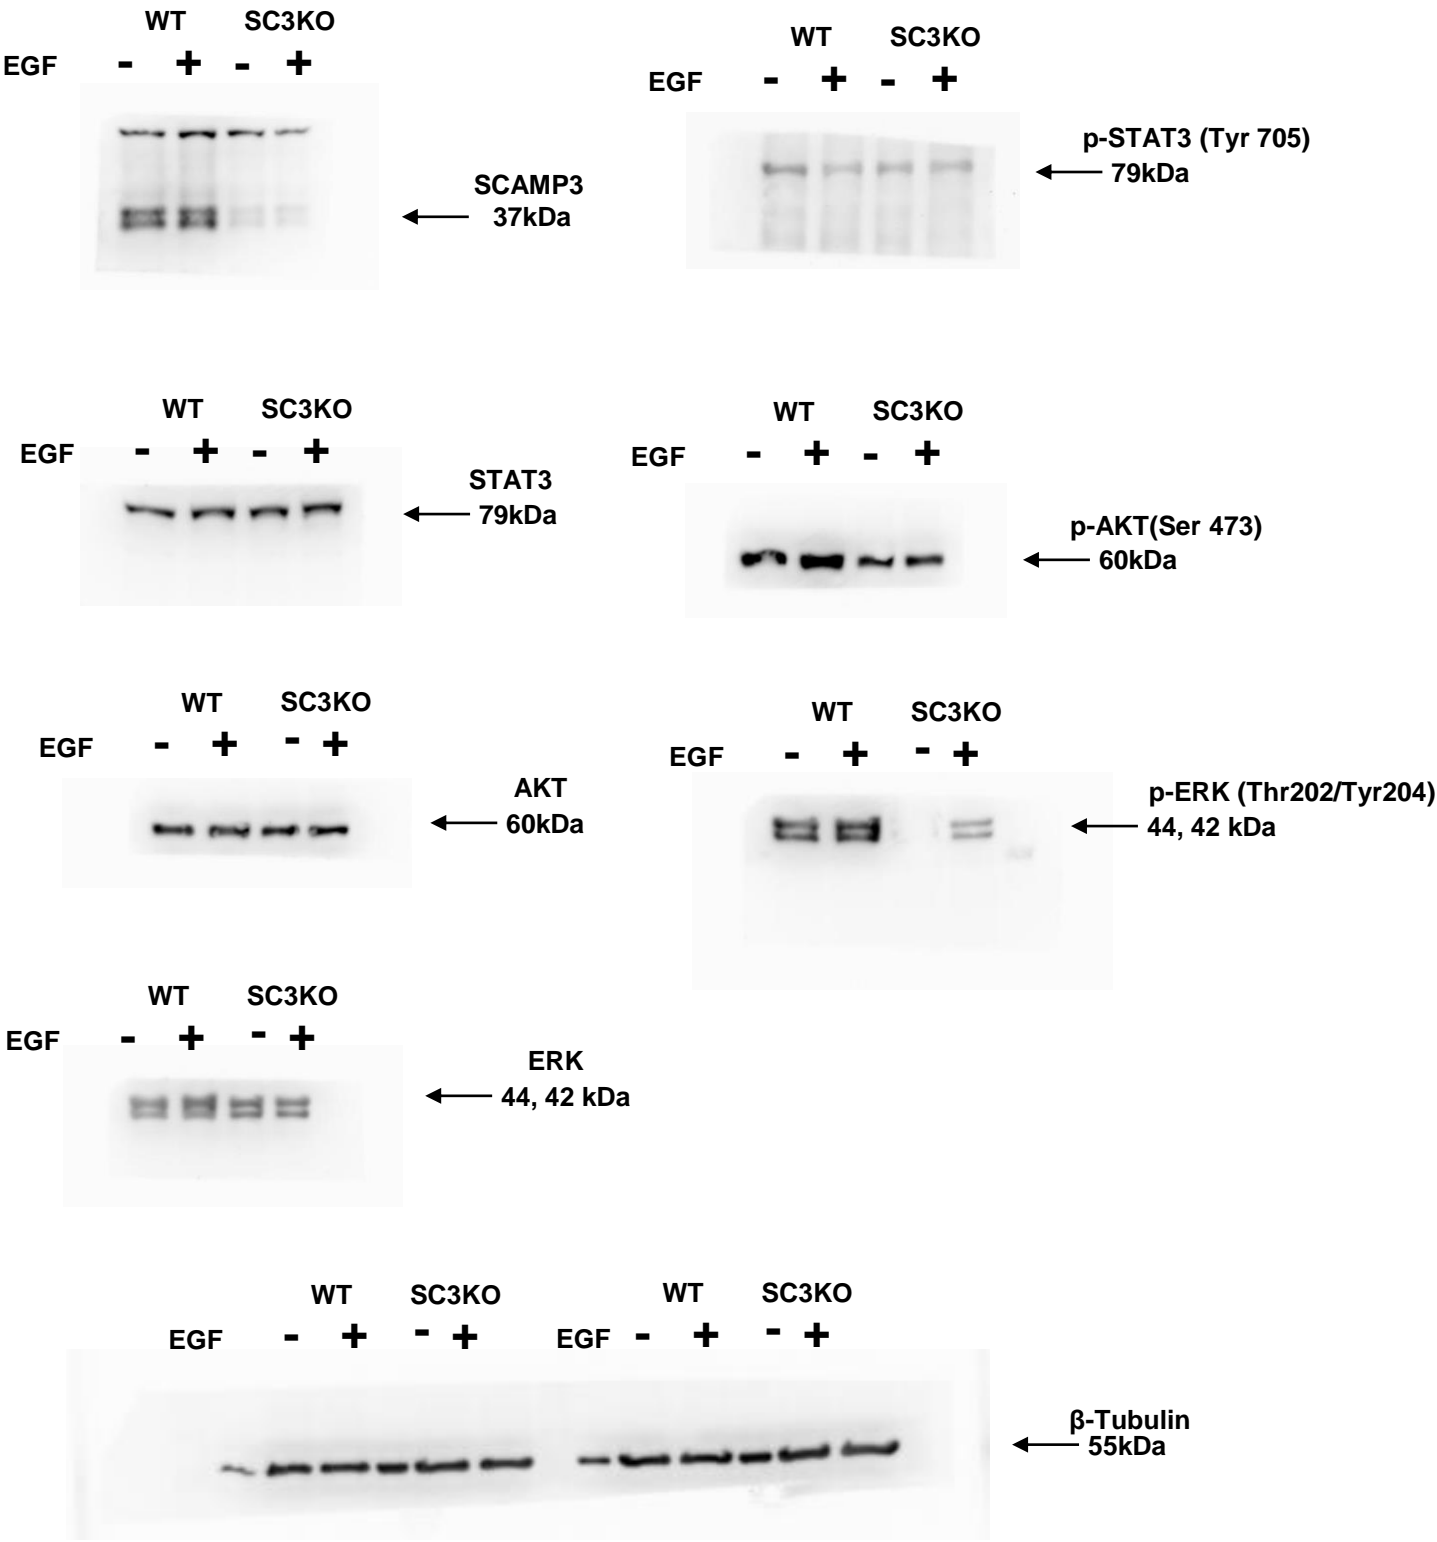 WT SC3KO
EGF - + - +
SCAMP3
37kDa
WT SC3KO
EGF - + - +
p-STAT3 (Tyr 705)
79kDa
WT SC3KO
EGF - + - +
STAT3
79kDa
WT SC3KO
EGF - + - +
p-AKT(Ser 473)
60kDa
WT SC3KO
EGF - + - +
AKT
60kDa
WT SC3KO
EGF - + - +
p-ERK (Thr202/Tyr204)
44, 42 kDa
WT SC3KO
EGF - + - +
ERK
44, 42 kDa
WT SC3KO WT SC3KO
EGF - + - + EGF - + - +
β-Tubulin
55kDa